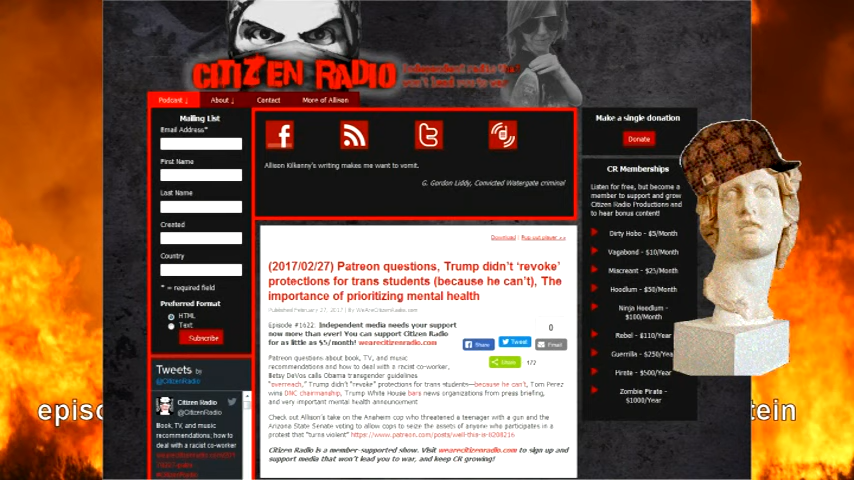 CITIZEN RADIO
Independent radio that
won't lead you to war
Podcast ♩ About ♩ Contact More of Allison
Mailing List
Email Address*
First Name
Last Name
Created
Country
* = required field
Preferred Format
HTML
Text
Subscribe
Tweets by
@CitizenRadio
Citizen Radio
@CitizenRadio
Book, TV, and music
recommendations; how to
deal with a racist co-worker
Allison Kilkenny's writing makes me want to vomit.
G. Gordon Liddy, Convicted Watergate criminal
Download | Pop out player >>
(2017/02/27) Patreon questions, Trump didn't 'revoke'
protections for trans students (because he can't), The
importance of prioritizing mental health
Published February 27, 2017 | By WeAreCitizenRadio.com
Episode #1622: Independent media needs your support
now more than ever! You can support Citizen Radio
for as little as $5/month! wearecitizenradio.com
0
Share Tweet Email
Share 172
Patreon questions about book, TV, and music
recommendations and how to deal with a racist co-worker,
Betsy DeVos calls Obama transgender guidelines
"overreach," Trump didn't "revoke" protections for trans students—because he can't, Tom Perez
wins DNC chairmanship, Trump White House bars news organizations from press briefing,
and very important mental health announcement
Check out Allison's take on the Anaheim cop who threatened a teenager with a gun and the
Arizona State Senate voting to allow cops to seize the assets of anyone who participates in a
protest that "turns violent" https://www.patreon.com/posts/well-this-is-8208216
Citizen Radio is a member-supported show. Visit wearecitizenradio.com to sign up and
support media that won't lead you to war, and keep CR growing!
Make a single donation
Donate
CR Memberships
Listen for free, but become
a member to support and grow
Citizen Radio Productions and
to hear bonus content!
Dirty Hobo - $5/Month
Vagabond - $10/Month
Miscreant - $25/Month
Hoodlum - $50/Month
Ninja Hoodlum -
$100/Month
Rebel - $110/Year
Guerrilla - $250/Year
Pirate - $500/Year
Zombie Pirate -
$1000/Year